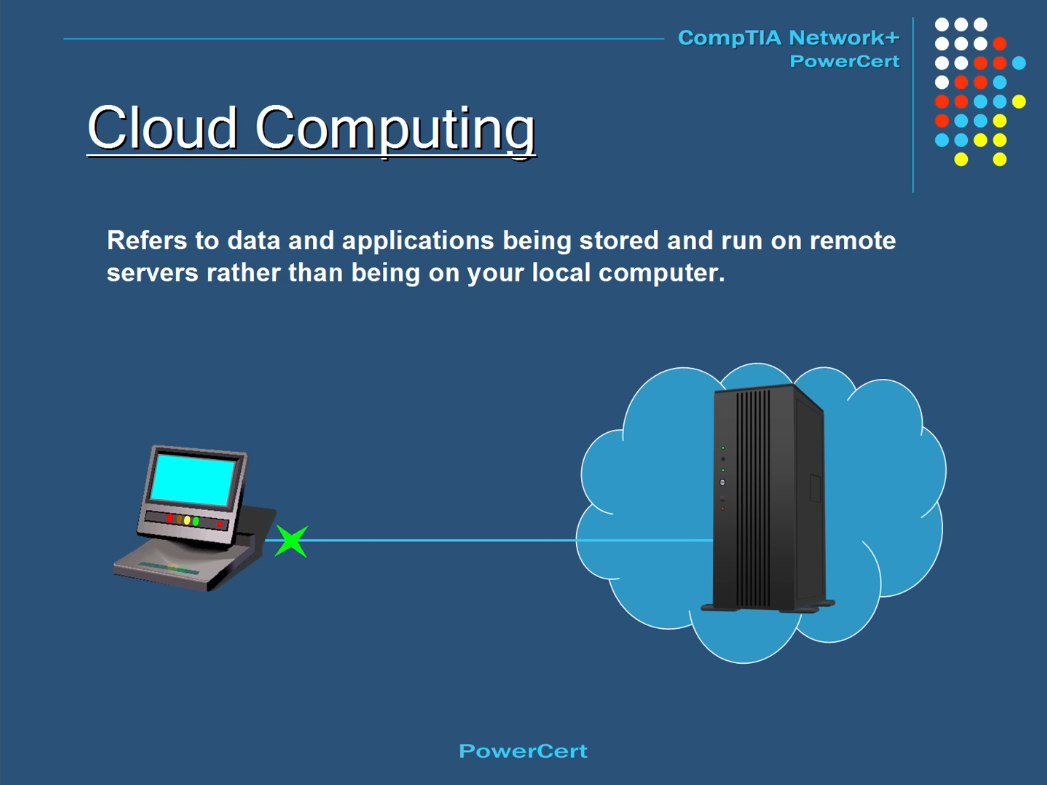 CompTIA Network+
PowerCert
Cloud Computing
Refers to data and applications being stored and run on remote
servers rather than being on your local computer.
PowerCert